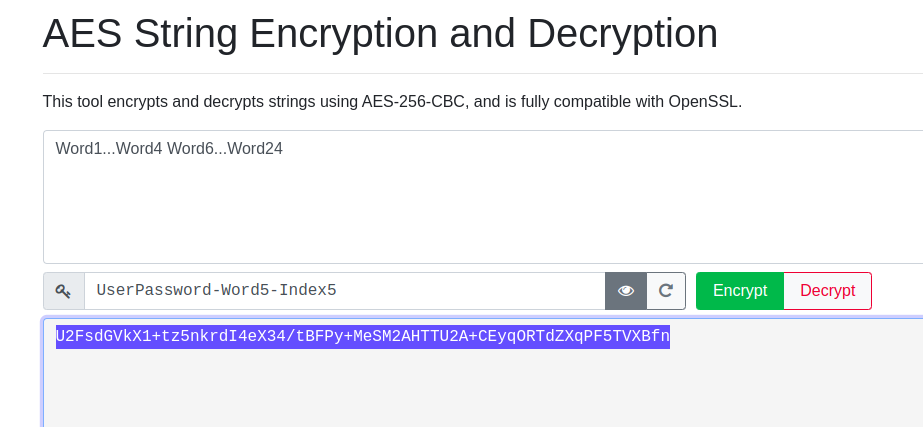 AES String Encryption and Decryption
This tool encrypts and decrypts strings using AES-256-CBC, and is fully compatible with OpenSSL.
Word1...Word4 Word6...Word24
UserPassword-Word5-Index5
Encrypt
Decrypt
U2FsdGVkX1+tz5nkrdI4eX34/tBFPy+MeSM2AHTTU2A+CEyqORTdZXqPF5TVXBfn